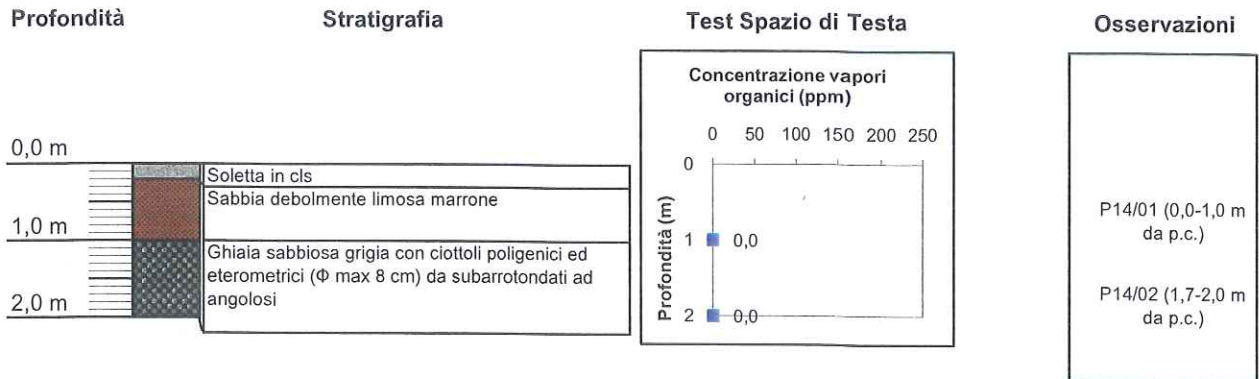 Profondità
Stratigrafia
Test Spazio di Testa
Osservazioni
0,0 m
1,0 m
2,0 m
Soletta in cls
Sabbia debolmente limosa marrone
Ghiaia sabbiosa grigia con ciottoli poligenici ed
eterometrici (Φ max 8 cm) da subarrotondati ad
angolosi
Concentrazione vapori
organici (ppm)
0 50 100 150 200 250
Profondità (m)
0
1
0,0
2
0,0
P14/01 (0,0-1,0 m
da p.c.)
P14/02 (1,7-2,0 m
da p.c.)